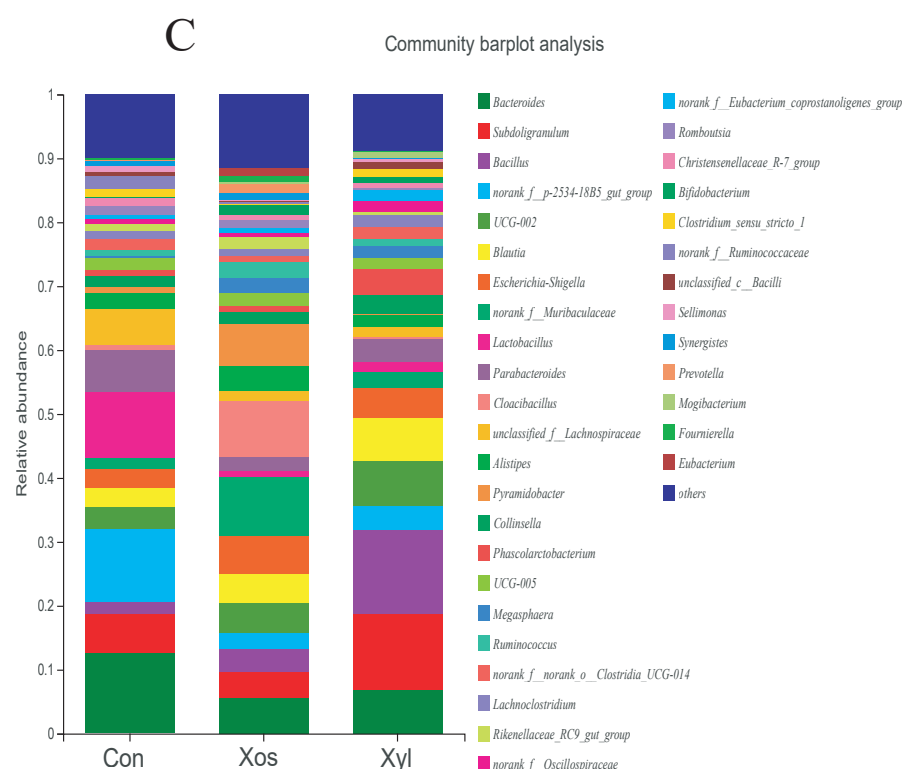 C
Community barplot analysis
Relative abundance
1
0.9
0.8
0.7
0.6
0.5
0.4
0.3
0.2
0.1
0
Con
Xos
Xyl
Bacteroides
Subdoligranulum
Bacillus
norank_f__p-2534-18B5_gut_group
UCG-002
Blautia
Escherichia-Shigella
norank_f__Muribaculaceae
Lactobacillus
Parabacteroides
Cloacibacillus
unclassified_f__Lachnospiraceae
Alistipes
Pyramidobacter
Collinsella
Phascolarctobacterium
UCG-005
Megasphaera
Ruminococcus
norank_f__norank_o__Clostridia_UCG-014
Lachnoclostridium
Rikenellaceae_RC9_gut_group
norank_f__Oscillospiraceae
norank_f__Eubacterium_coprostanoligenes_group
Romboutsia
Christensenellaceae_R-7_group
Bifidobacterium
Clostridium_sensu_stricto_1
norank_f__Ruminococcaceae
unclassified_c__Bacilli
Sellimonas
Synergistes
Prevotella
Mogibacterium
Fournierella
Eubacterium
others